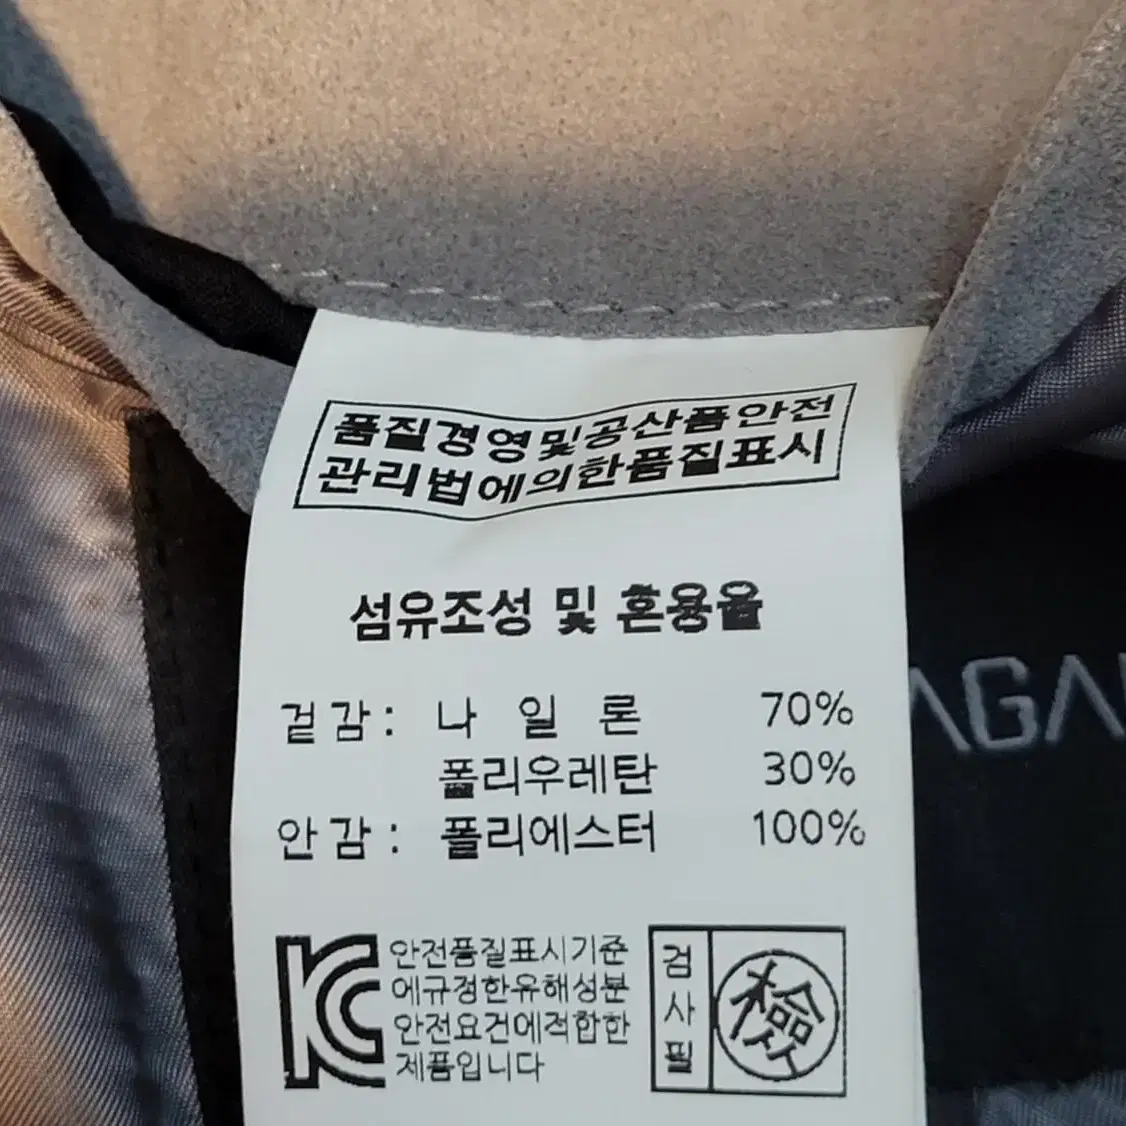 품질경영및공산품안전
관리법에의한품질표시
섬유조성 및 혼용율
겉감: 나 일 론 70%
폴리우레탄 30%
안감: 폴리에스터 100%
안전품질표시기준
에규정한유해성분
안전요건에적합한
제품입니다
검
사
필
檢
AGA